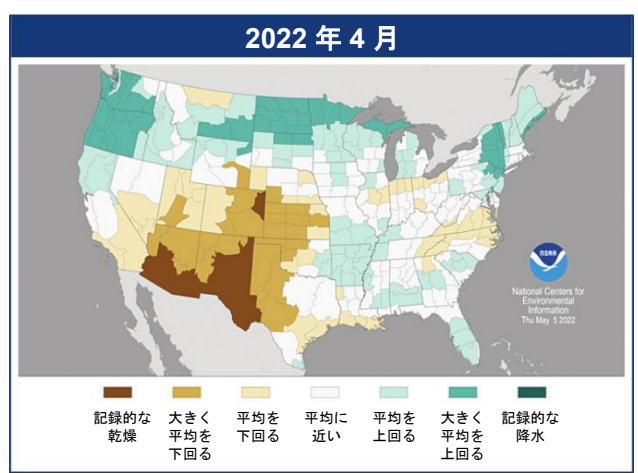 2022 年 4 月
NOAA
National Centers for
Environmental
Information
Thu May 5 2022
記録的な
乾燥
大きく
平均を
下回る
平均を
下回る
平均に
近い
平均を
上回る
大きく
平均を
上回る
記録的な
降水